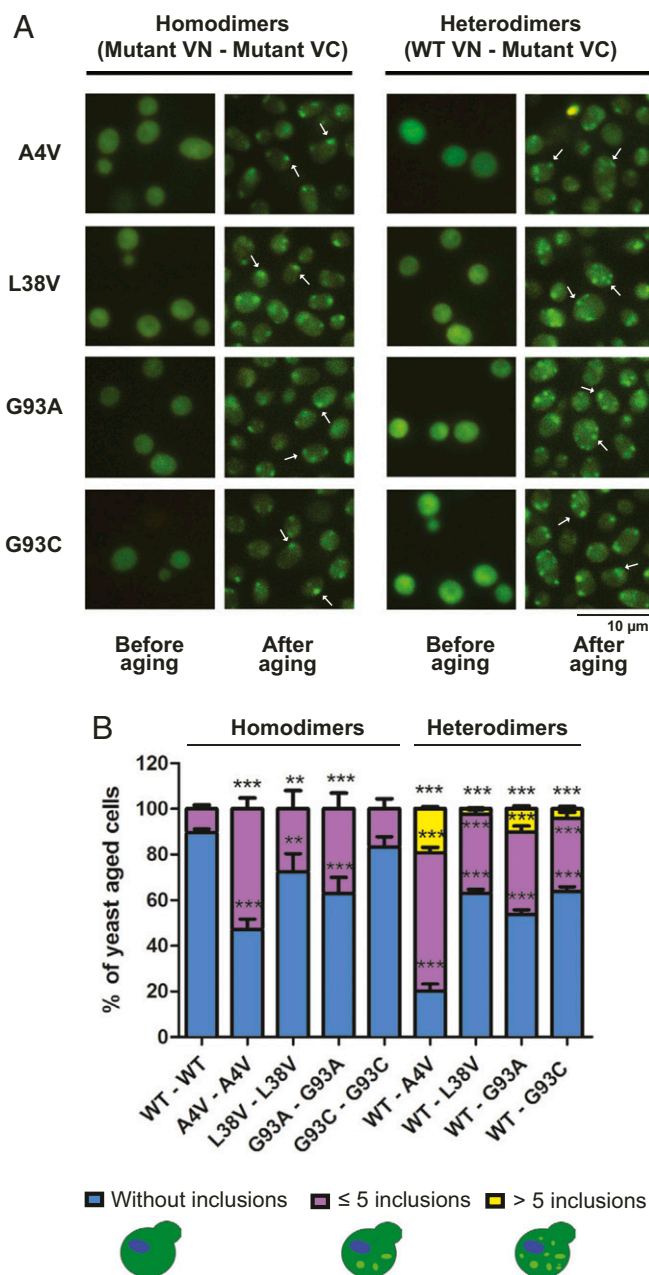 A
Homodimers
(Mutant VN - Mutant VC)
Heterodimers
(WT VN - Mutant VC)
A4V
L38V
G93A
G93C
10 µm
Before
aging
After
aging
Before
aging
After
aging
B
Homodimers
Heterodimers
% of yeast aged cells
120
100
80
60
40
20
0
***
**
***
***
***
***
***
***
**
***
***
***
***
***
***
***
***
***
***
WT - WT
A4V - A4V
L38V - L38V
G93A - G93A
G93C - G93C
WT - A4V
WT - L38V
WT - G93A
WT - G93C
Without inclusions
≤ 5 inclusions
> 5 inclusions